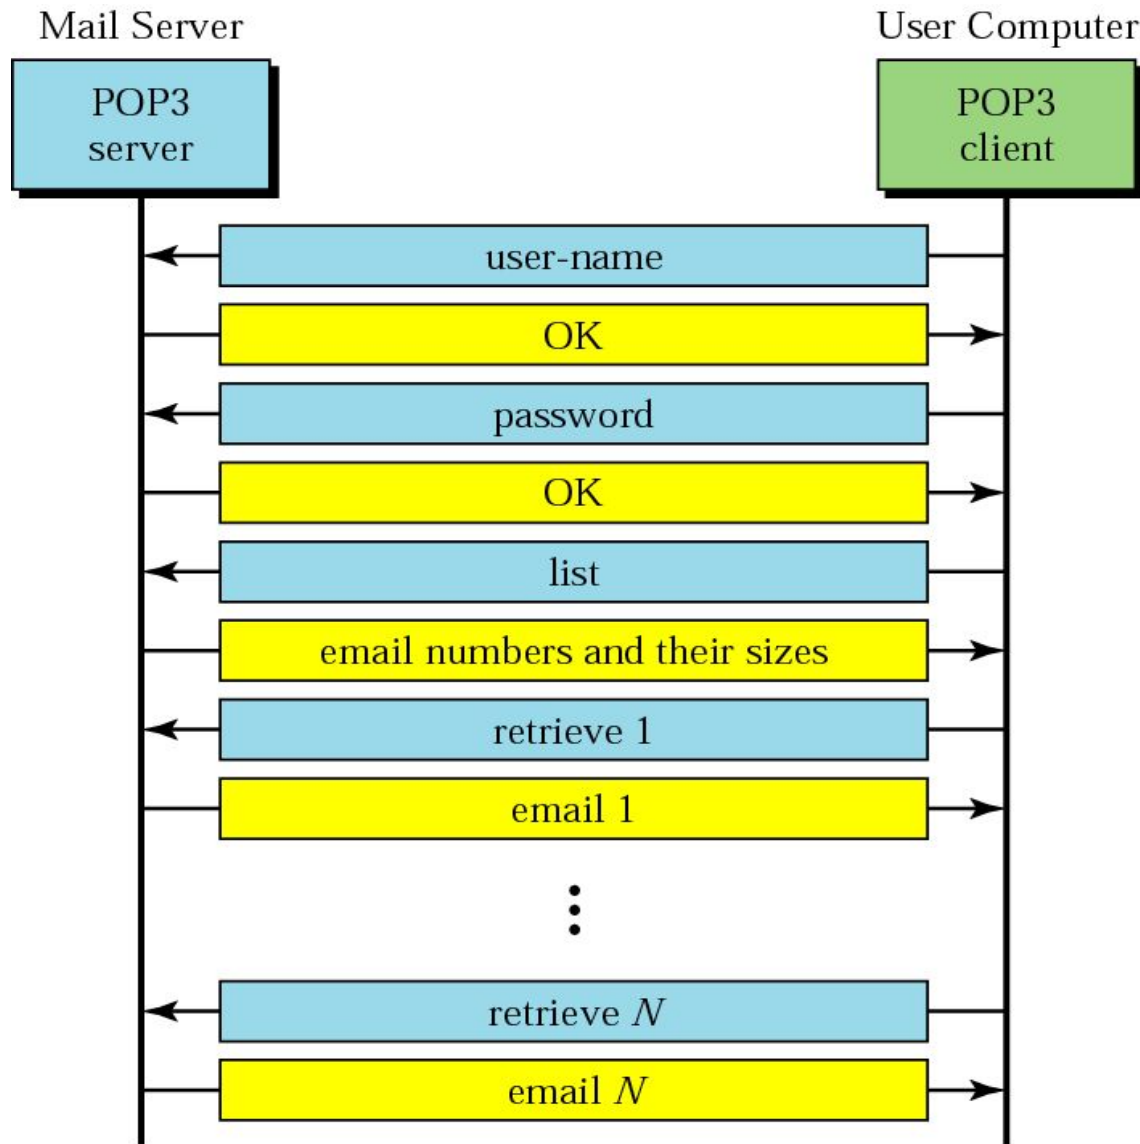 Mail Server
User Computer
POP3
server
POP3
client
user-name
OK
password
OK
list
email numbers and their sizes
retrieve 1
email 1
retrieve N
email N